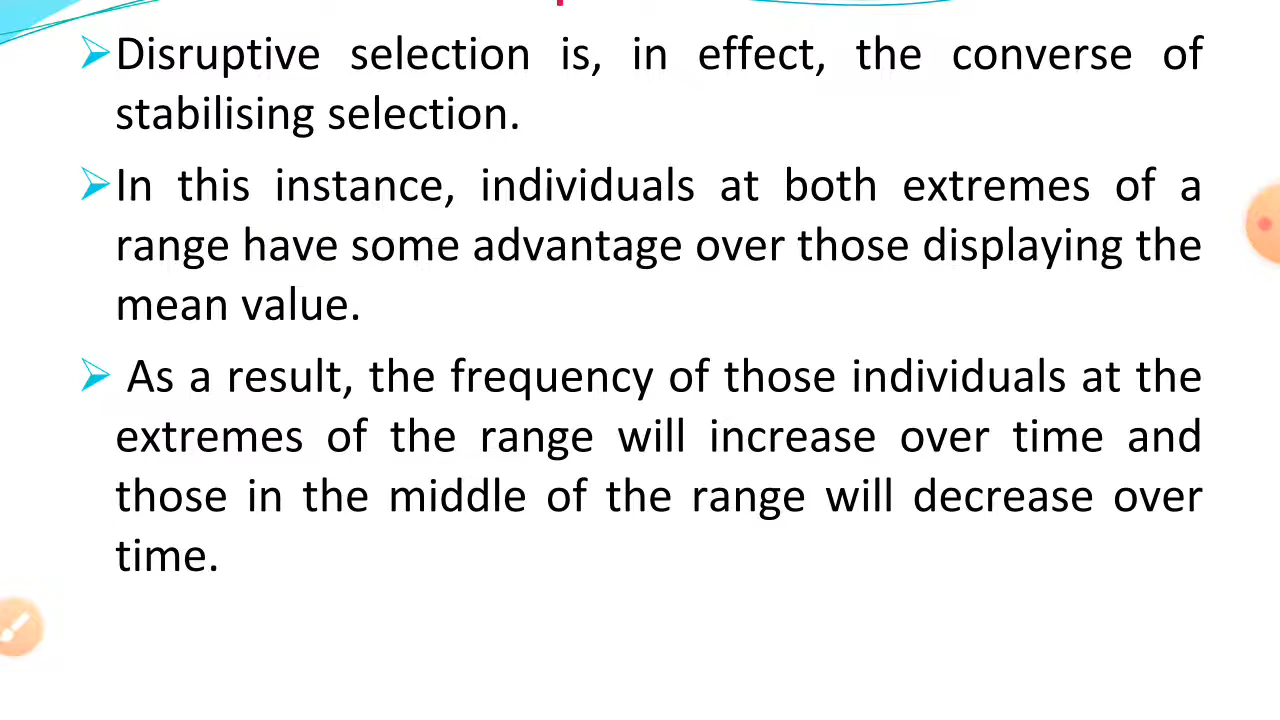 Disruptive selection is, in effect, the converse of
stabilising selection.
In this instance, individuals at both extremes of a
range have some advantage over those displaying the
mean value.
As a result, the frequency of those individuals at the
extremes of the range will increase over time and
those in the middle of the range will decrease over
time.